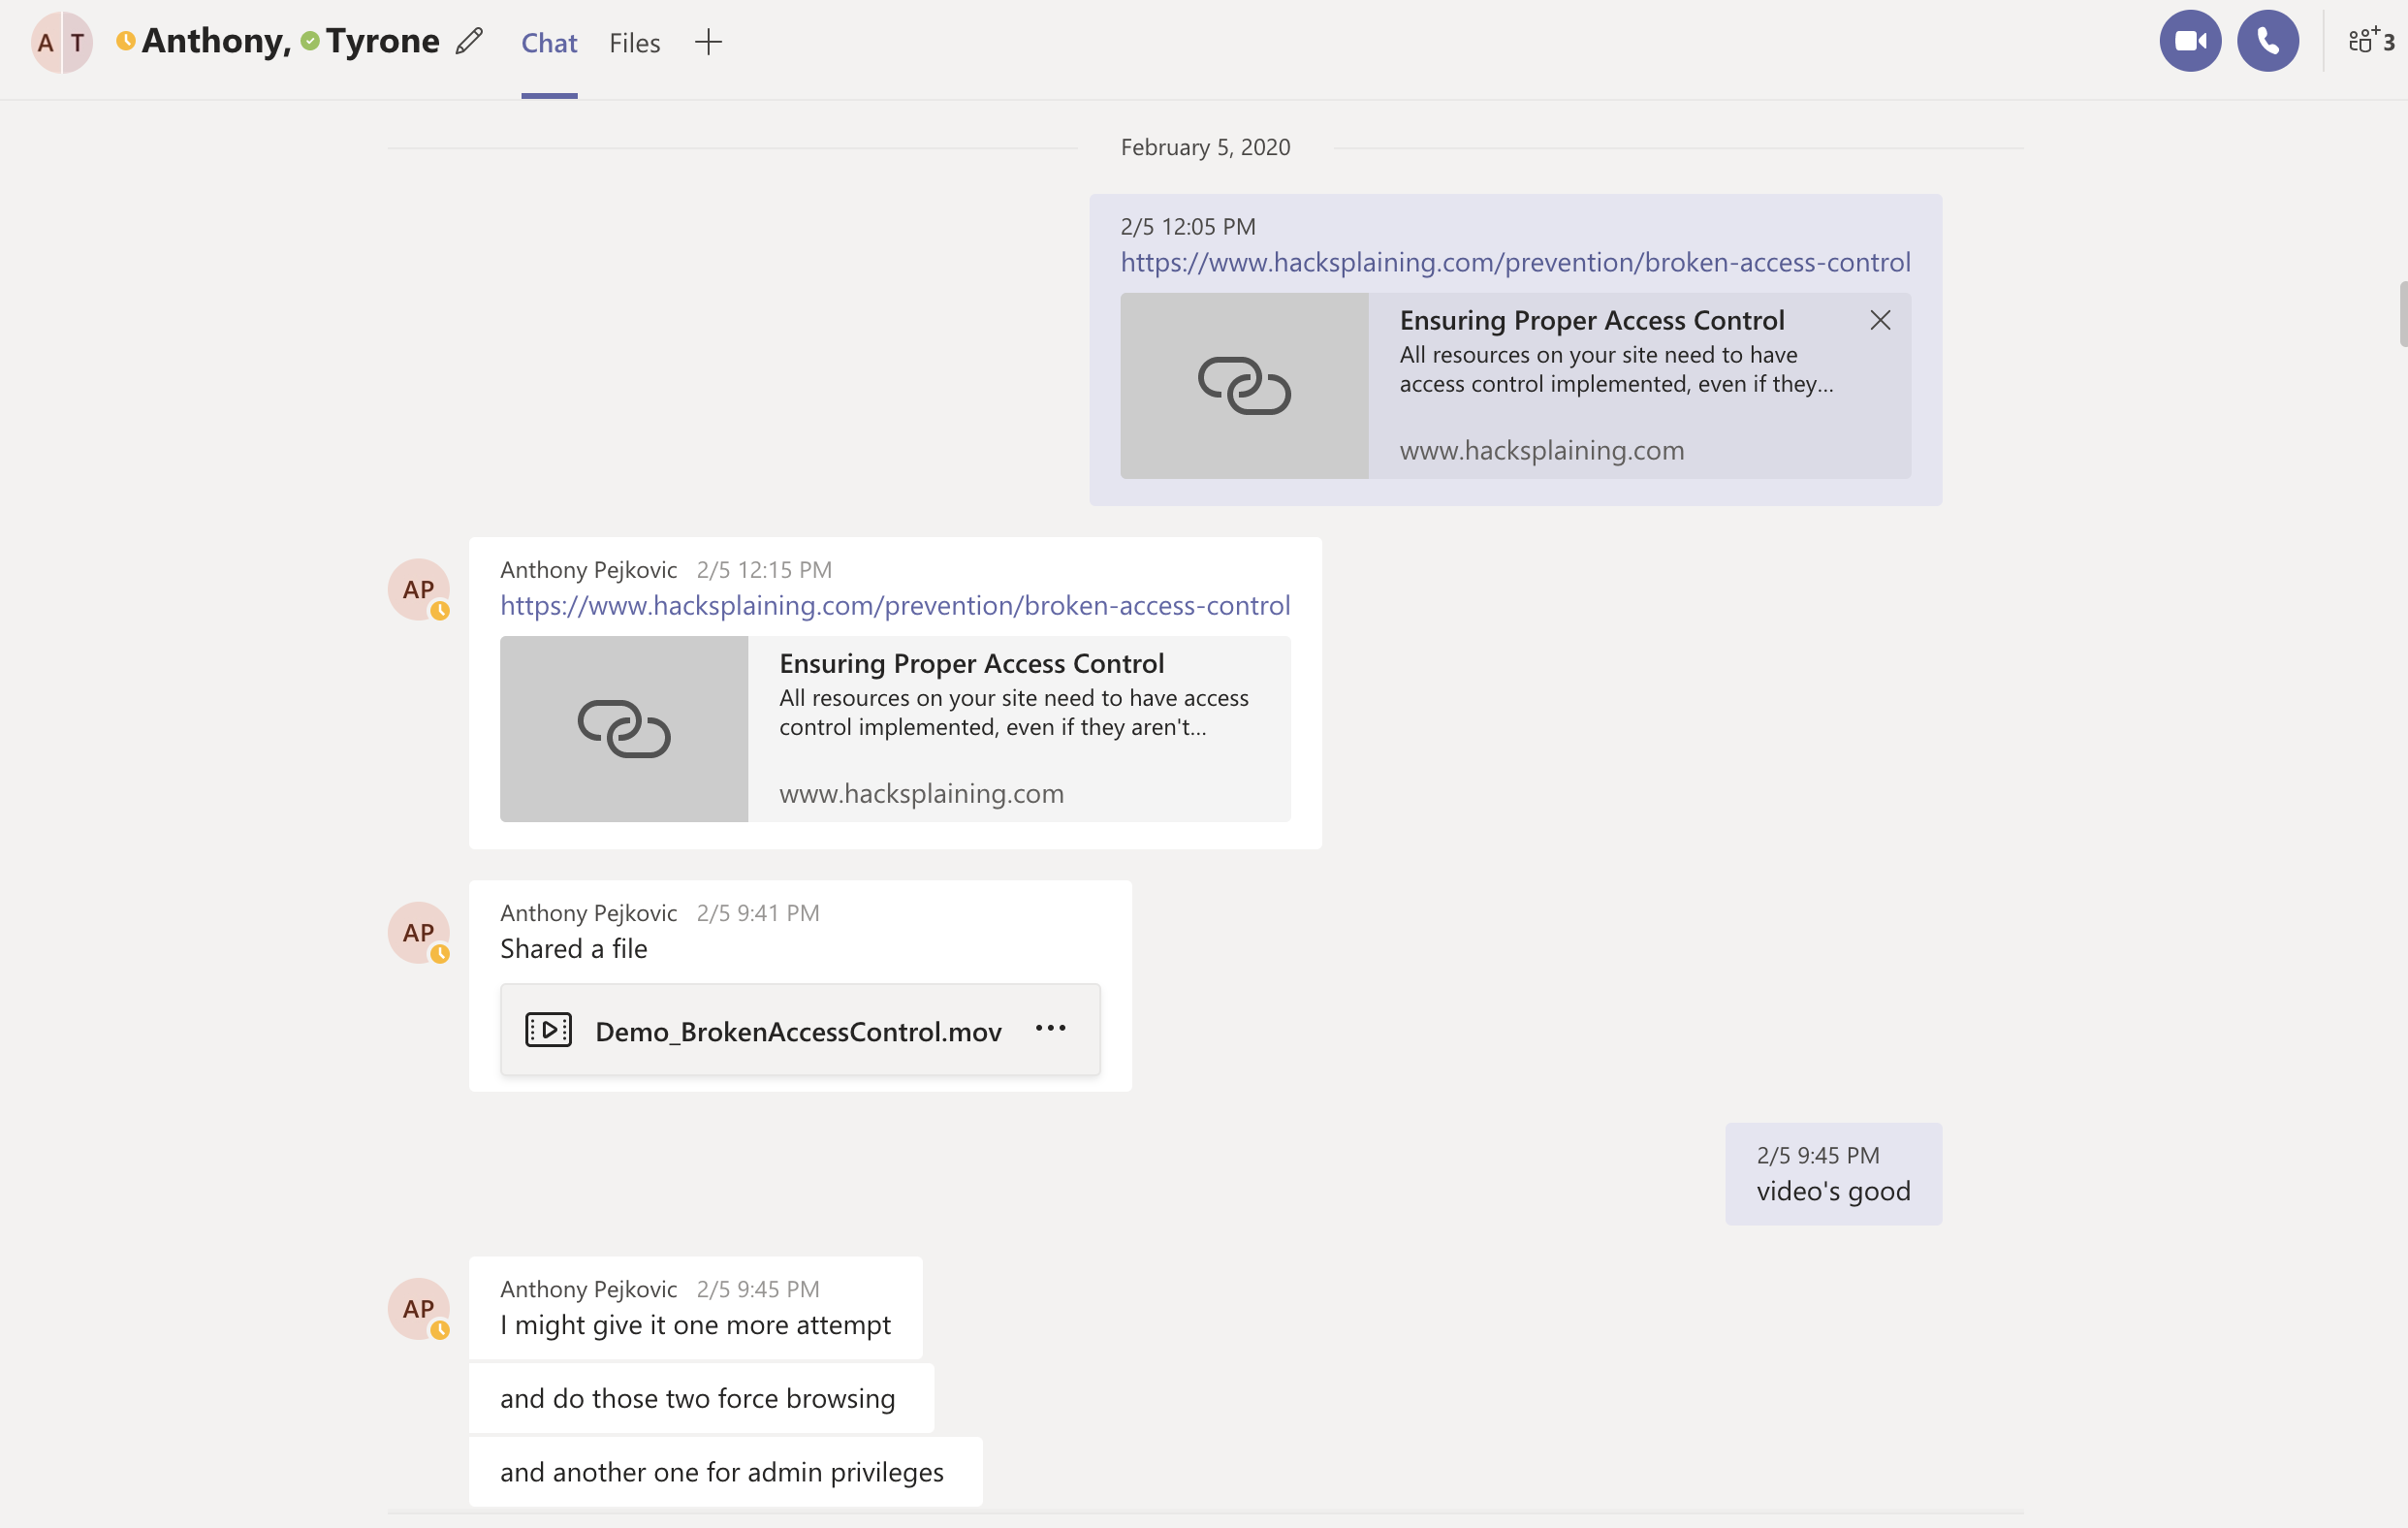 A T Anthony, Tyrone Chat Files 3
February 5, 2020
2/5 12:05 PM
https://www.hacksplaining.com/prevention/broken-access-control
Ensuring Proper Access Control
All resources on your site need to have
access control implemented, even if they...
www.hacksplaining.com
AP
Anthony Pejkovic 2/5 12:15 PM
https://www.hacksplaining.com/prevention/broken-access-control
Ensuring Proper Access Control
All resources on your site need to have access
control implemented, even if they aren't...
www.hacksplaining.com
AP
Anthony Pejkovic 2/5 9:41 PM
Shared a file
Demo_BrokenAccessControl.mov
2/5 9:45 PM
video's good
AP
Anthony Pejkovic 2/5 9:45 PM
I might give it one more attempt
and do those two force browsing
and another one for admin privileges